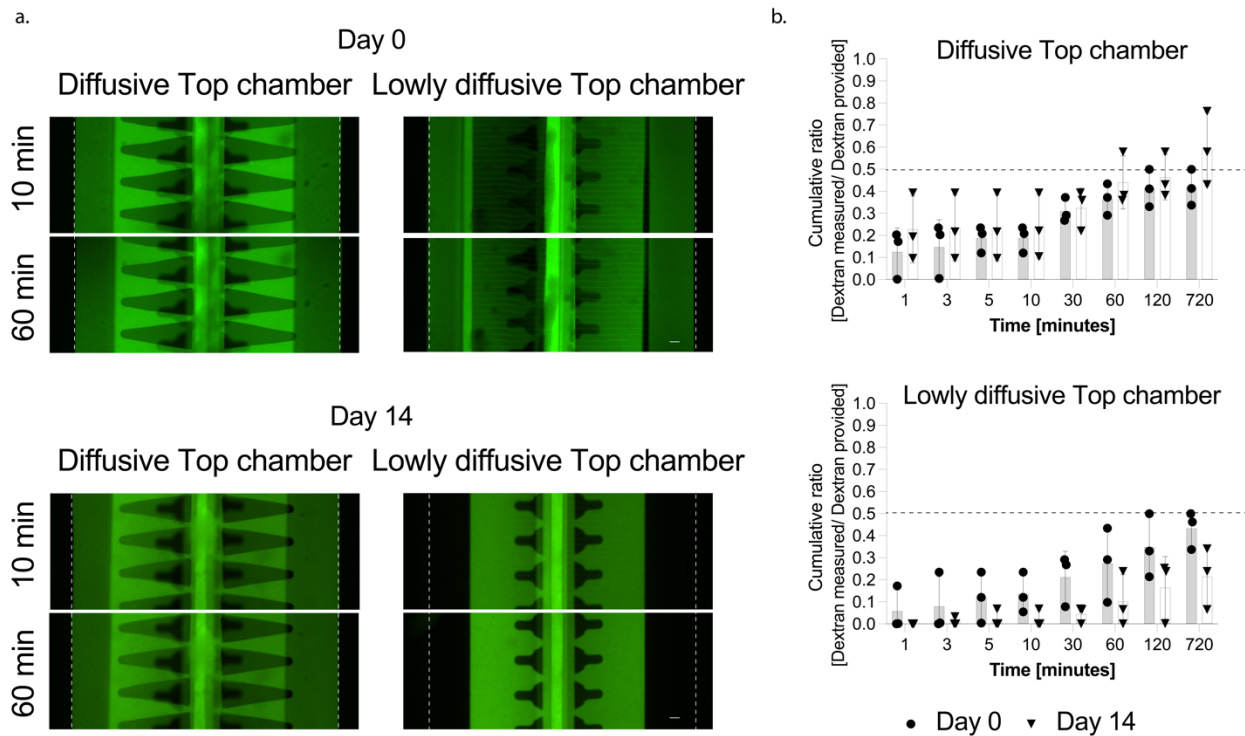 a.
Day 0
Diffusive Top chamber
Lowly diffusive Top chamber
10 min
60 min
Day 14
Diffusive Top chamber
Lowly diffusive Top chamber
10 min
60 min
b.
Diffusive Top chamber
Cumulative ratio
[Dextran measured/ Dextran provided]
1.0
0.9
0.8
0.7
0.6
0.5
0.4
0.3
0.2
0.1
0.0
1 3 5 10 30 60 120 720
Time [minutes]
Lowly diffusive Top chamber
Cumulative ratio
[Dextran measured/ Dextran provided]
1.0
0.9
0.8
0.7
0.6
0.5
0.4
0.3
0.2
0.1
0.0
1 3 5 10 30 60 120 720
Time [minutes]
Day 0 Day 14